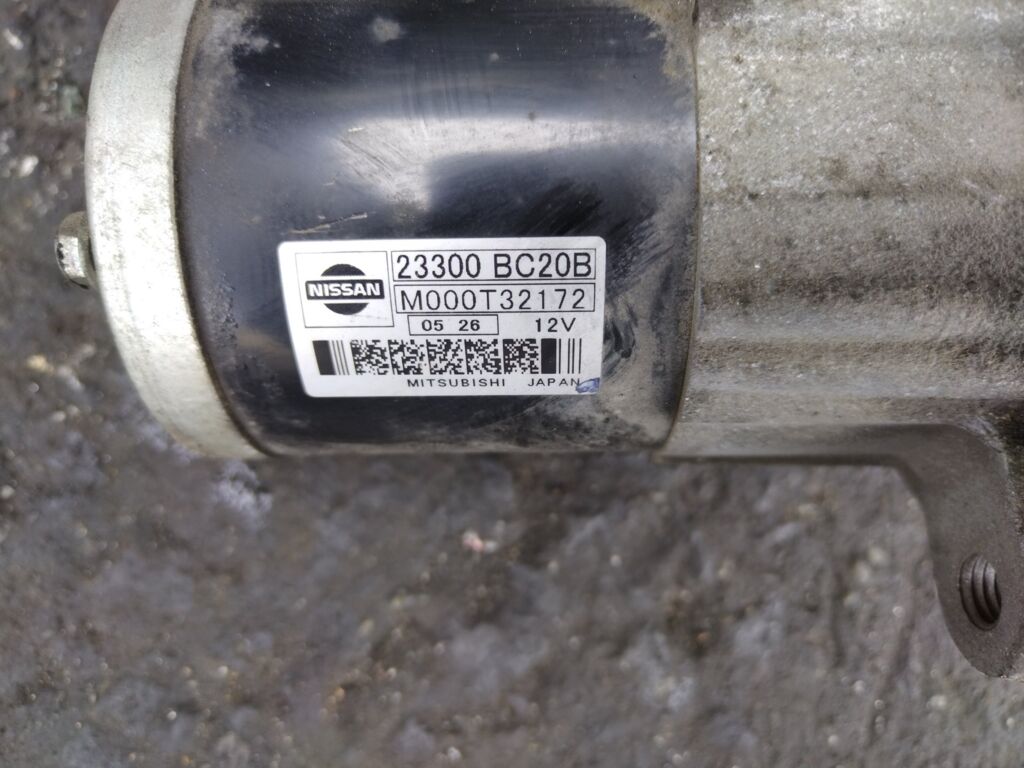 NISSAN
23300 BC20B
M000T32172
05 26 12V
MITSUBISHI JAPAN